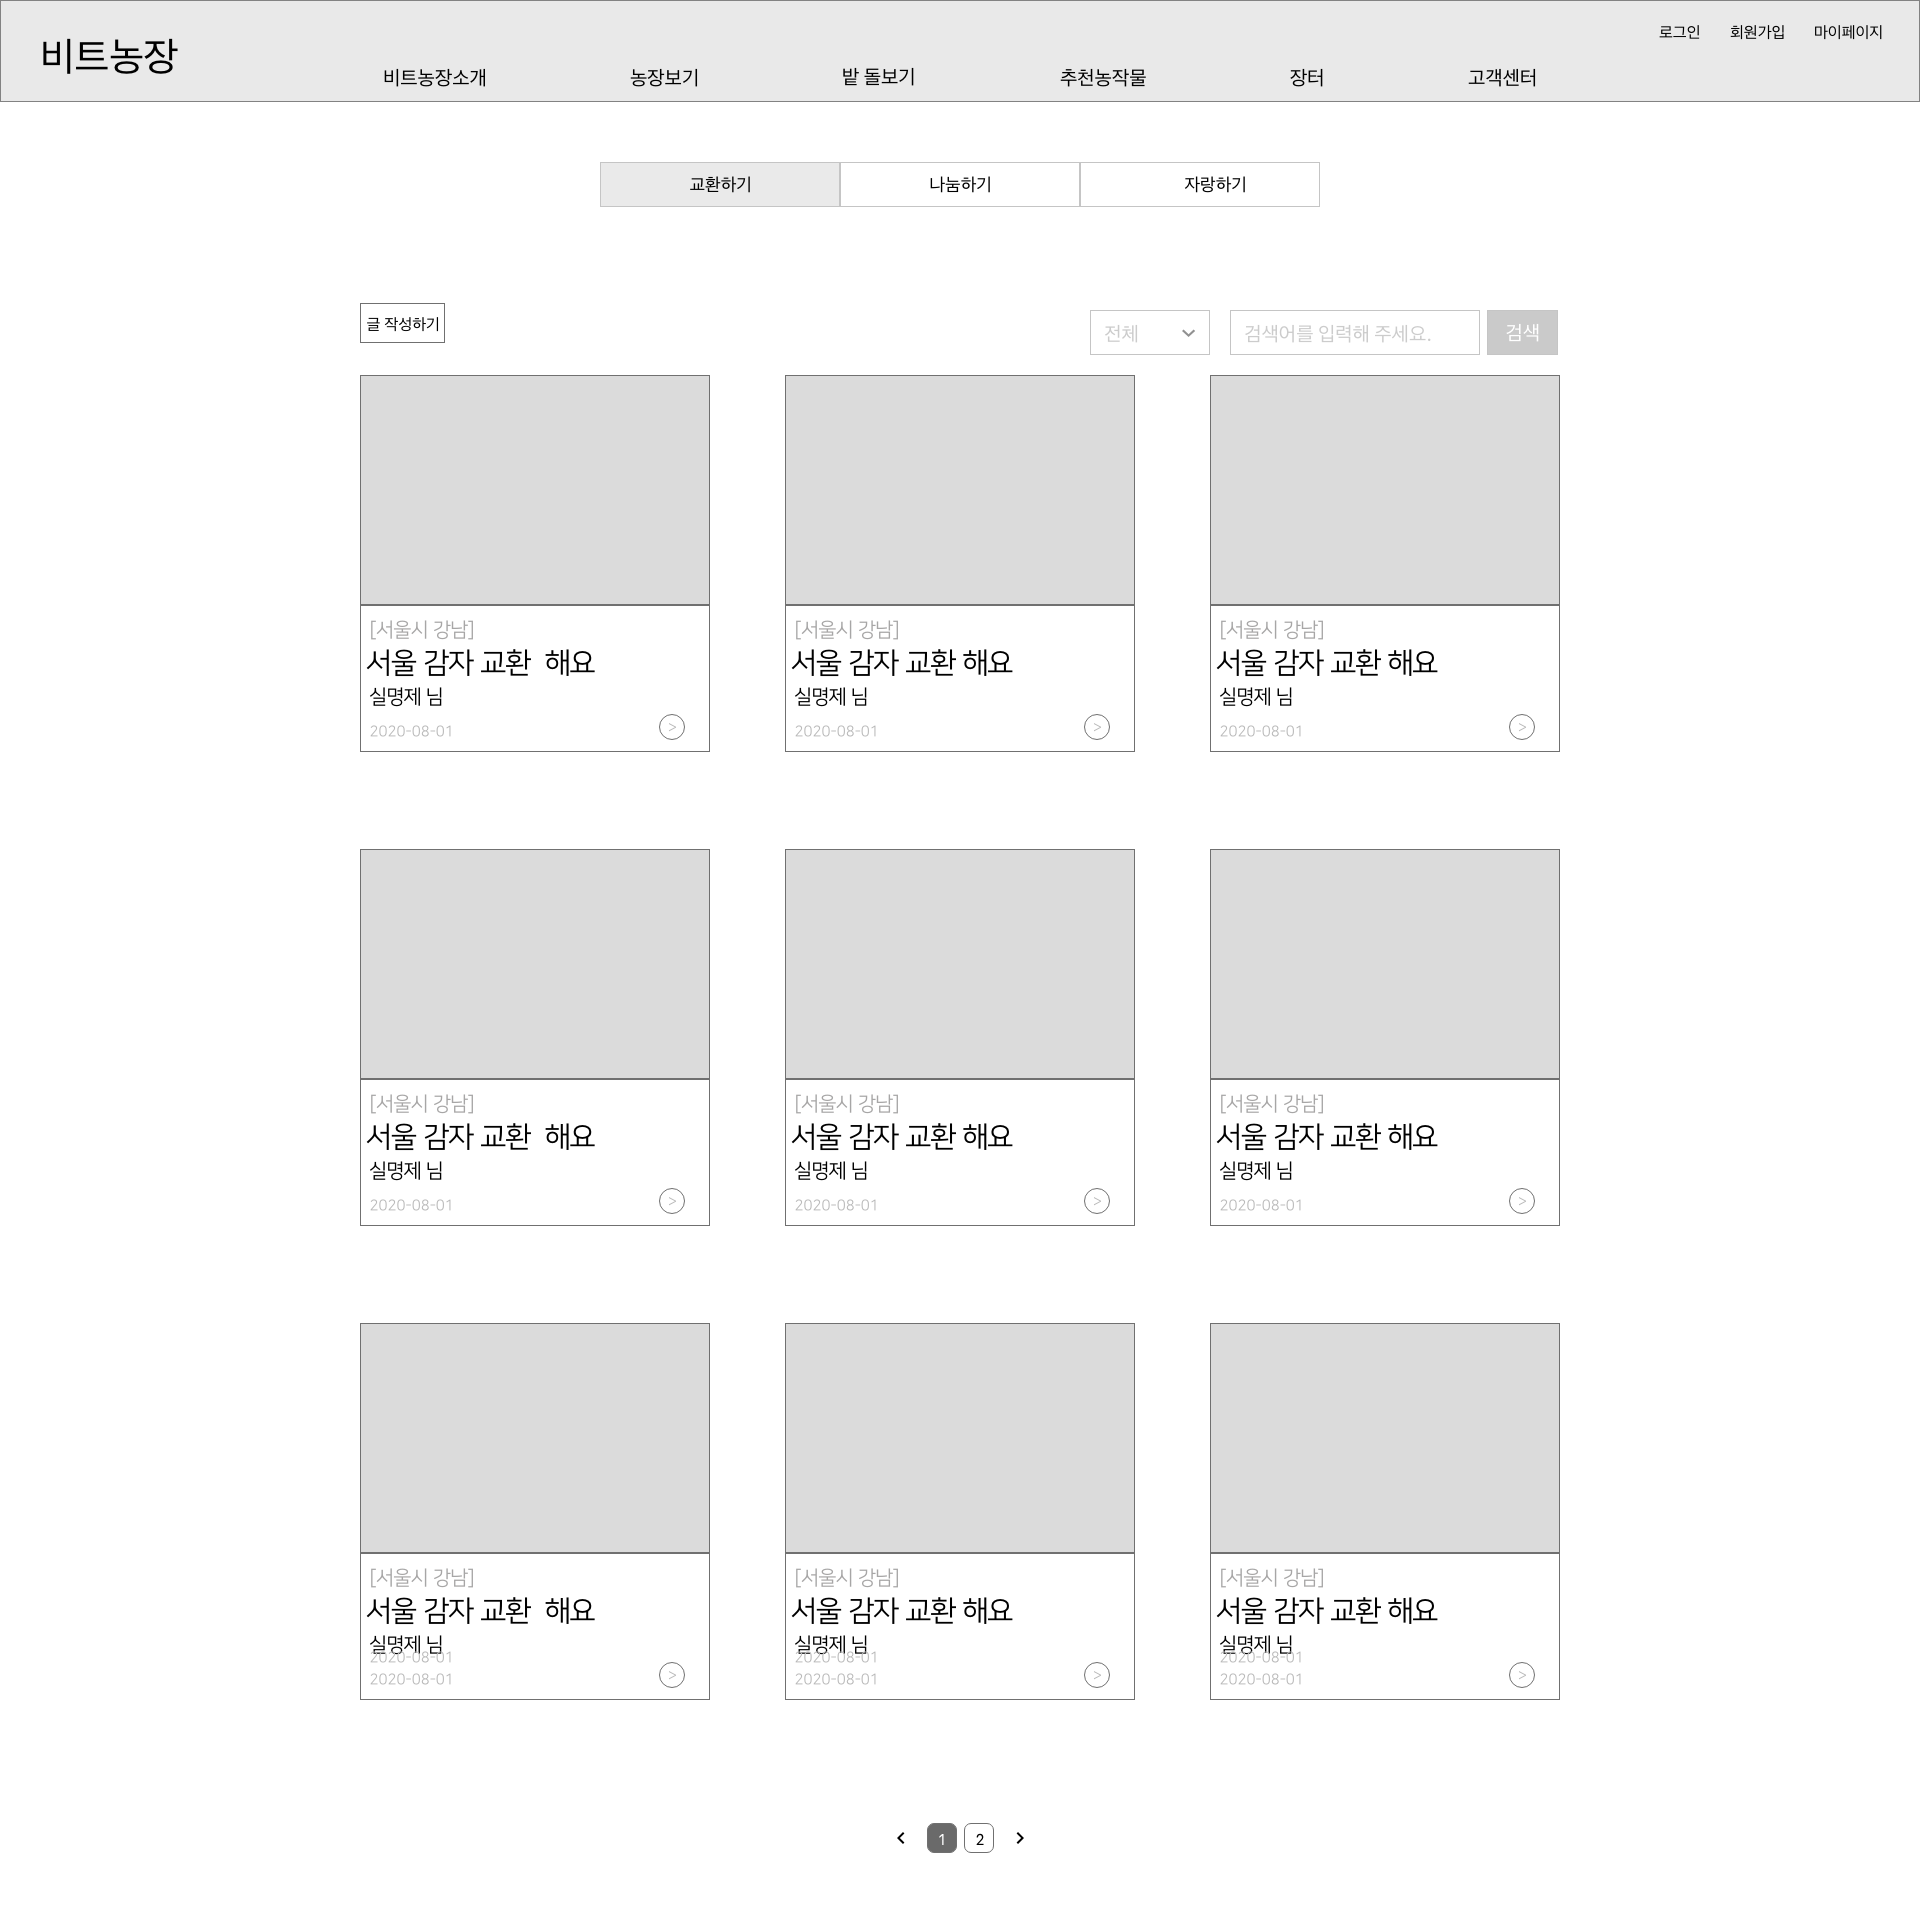 로그인 회원가입 마이페이지
비트농장
비트농장소개 농장보기 밭 돌보기 추천농작물 장터 고객센터
교환하기 나눔하기 자랑하기
글 작성하기 전체 검색어를 입력해 주세요. 검색
[서울시 강남] [서울시 강남] [서울시 강남]
서울 감자 교환  해요 서울 감자 교환 해요 서울 감자 교환 해요
실명제 님 실명제 님 실명제 님
2020-08-01 > 2020-08-01 > 2020-08-01 >
[서울시 강남] [서울시 강남] [서울시 강남]
서울 감자 교환  해요 서울 감자 교환 해요 서울 감자 교환 해요
실명제 님 실명제 님 실명제 님
2020-08-01 > 2020-08-01 > 2020-08-01 >
[서울시 강남] [서울시 강남] [서울시 강남]
서울 감자 교환  해요 서울 감자 교환 해요 서울 감자 교환 해요
실명제 님 실명제 님 실명제 님
2020-08-01 2020-08-01 2020-08-01
2020-08-01 > 2020-08-01 > 2020-08-01 >
1 2